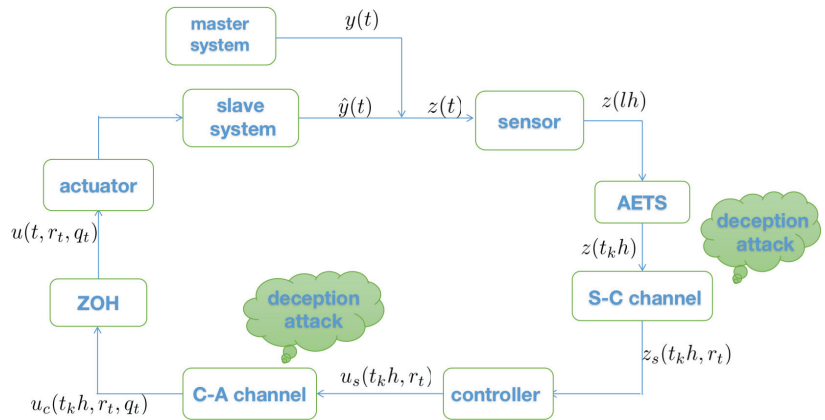 master
system
y(t)
slave
system
ŷ(t)
z(t)
sensor
z(lh)
actuator
AETS
deception
attack
u(t, r_t, q_t)
z(t_k h)
ZOH
S-C channel
deception
attack
z_s(t_k h, r_t)
u_c(t_k h, r_t, q_t)
C-A channel
u_s(t_k h, r_t)
controller